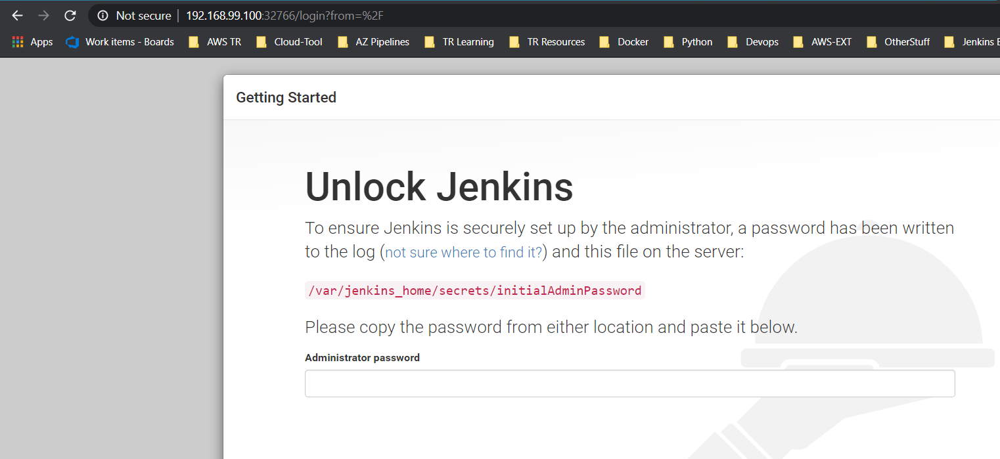 Not secure | 192.168.99.100:32766/login?from=%2F
Apps Work items - Boards AWS TR Cloud-Tool AZ Pipelines TR Learning TR Resources Docker Python Devops AWS-EXT OtherStuff Jenkins
Getting Started
Unlock Jenkins
To ensure Jenkins is securely set up by the administrator, a password has been written
to the log (not sure where to find it?) and this file on the server:
/var/jenkins_home/secrets/initialAdminPassword
Please copy the password from either location and paste it below.
Administrator password